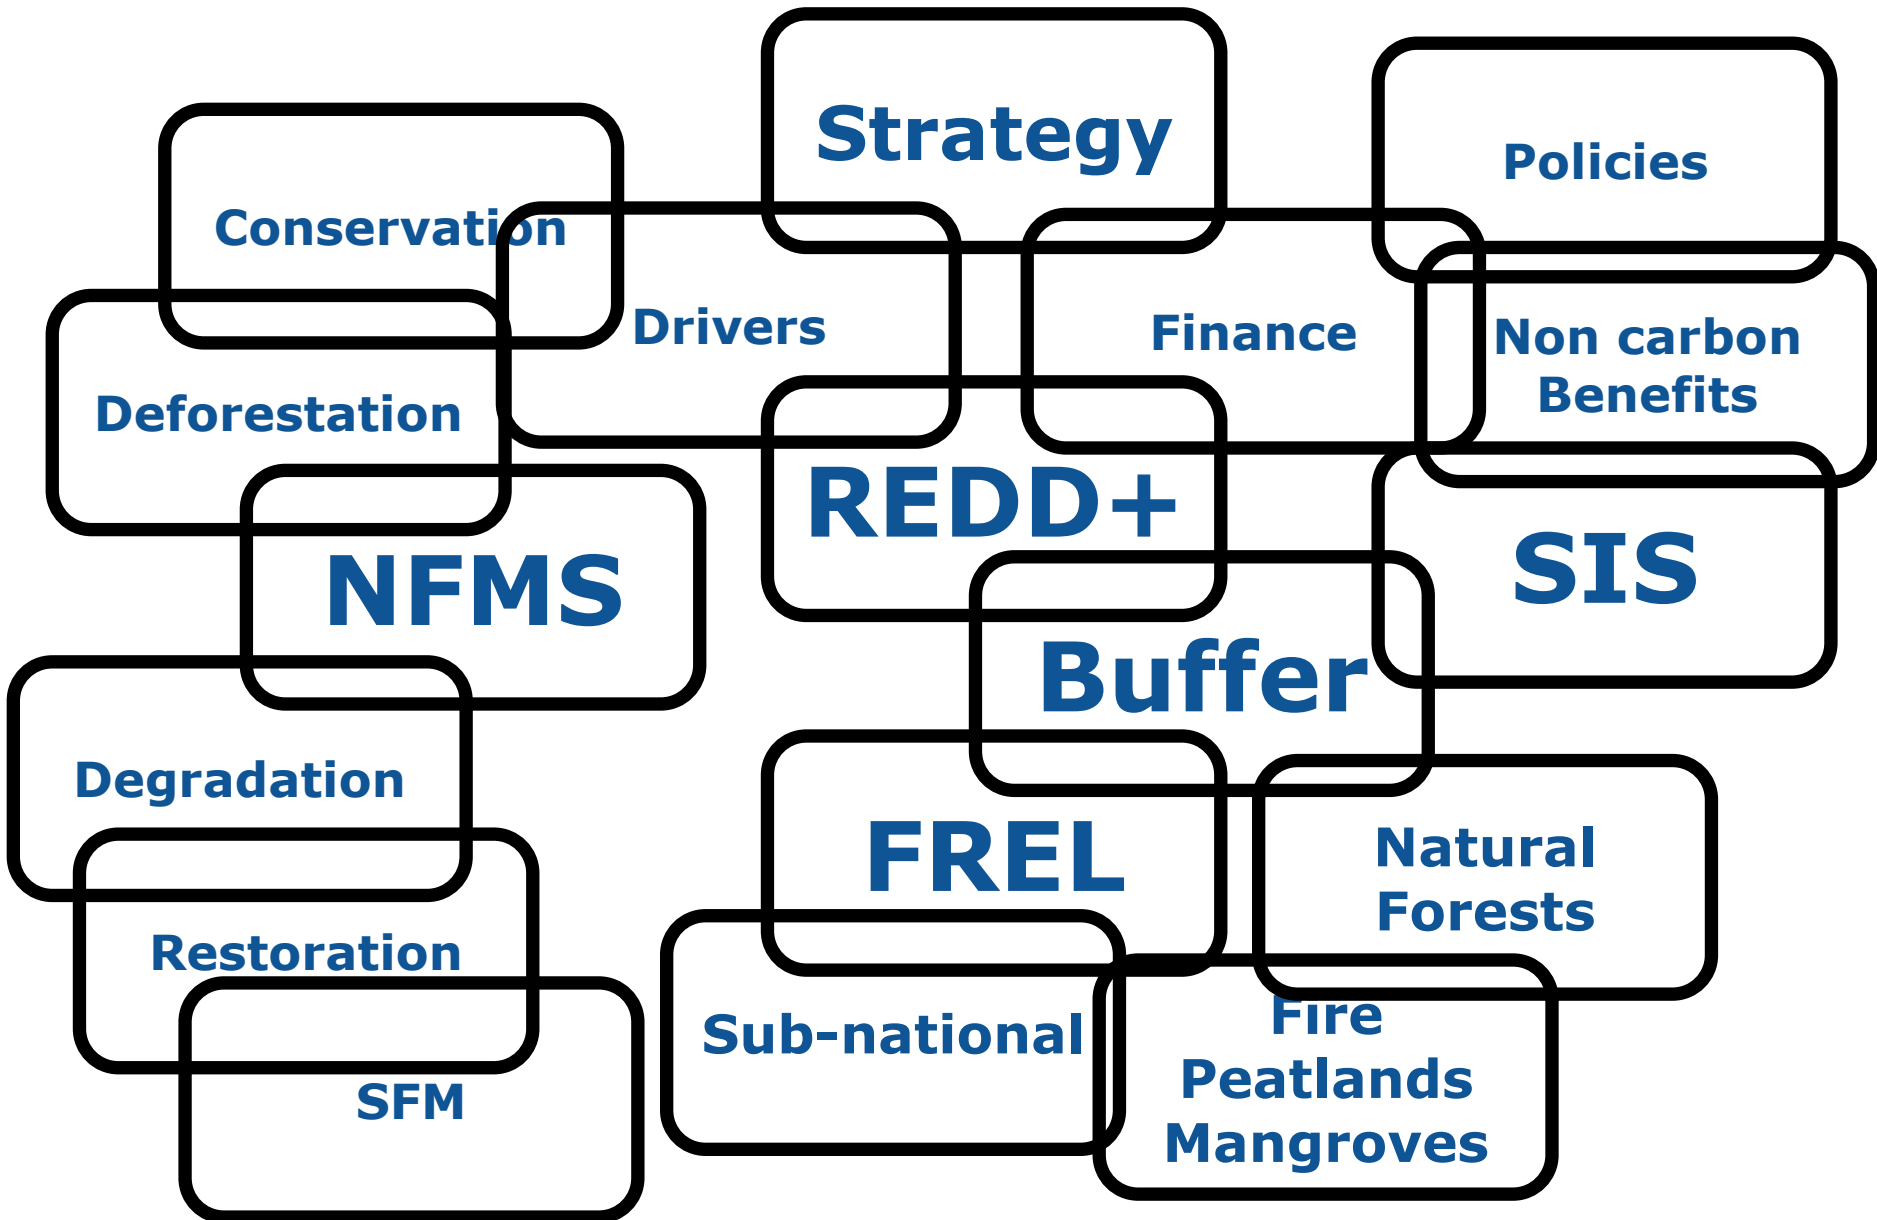 Strategy
Policies
Conservation
Drivers
Finance
Non carbon
Benefits
Deforestation
REDD+
NFMS
SIS
Buffer
Degradation
FREL
Natural
Forests
Restoration
Sub-national
Fire
Peatlands
Mangroves
SFM